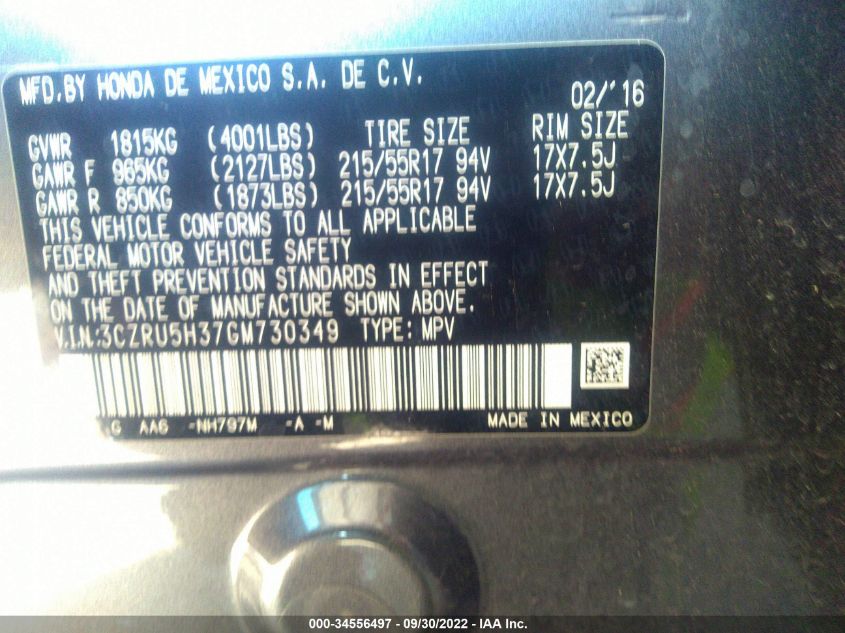 MFD.BY HONDA DE MEXICO S.A. DE C.V.
02/'16
GVWR 1815KG (4001LBS) TIRE SIZE RIM SIZE
GAWR F 965KG (2127LBS) 215/55R17 94V 17X7.5J
GAWR R 850KG (1873LBS) 215/55R17 94V 17X7.5J
THIS VEHICLE CONFORMS TO ALL APPLICABLE
FEDERAL MOTOR VEHICLE SAFETY
AND THEFT PREVENTION STANDARDS IN EFFECT
ON THE DATE OF MANUFACTURE SHOWN ABOVE.
V.I.N.:3CZRU5H37GM730349 TYPE: MPV
G AA6 -NH797M -A -M MADE IN MEXICO
000-34556497 - 09/30/2022 - IAA Inc.